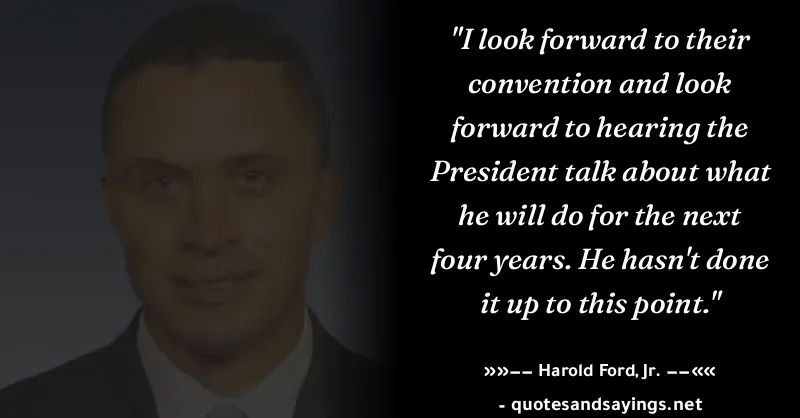 "I look forward to their
convention and look
forward to hearing the
President talk about what
he will do for the next
four years. He hasn't done
it up to this point."
»»–– Harold Ford, Jr. ––««
- quotesandsayings.net